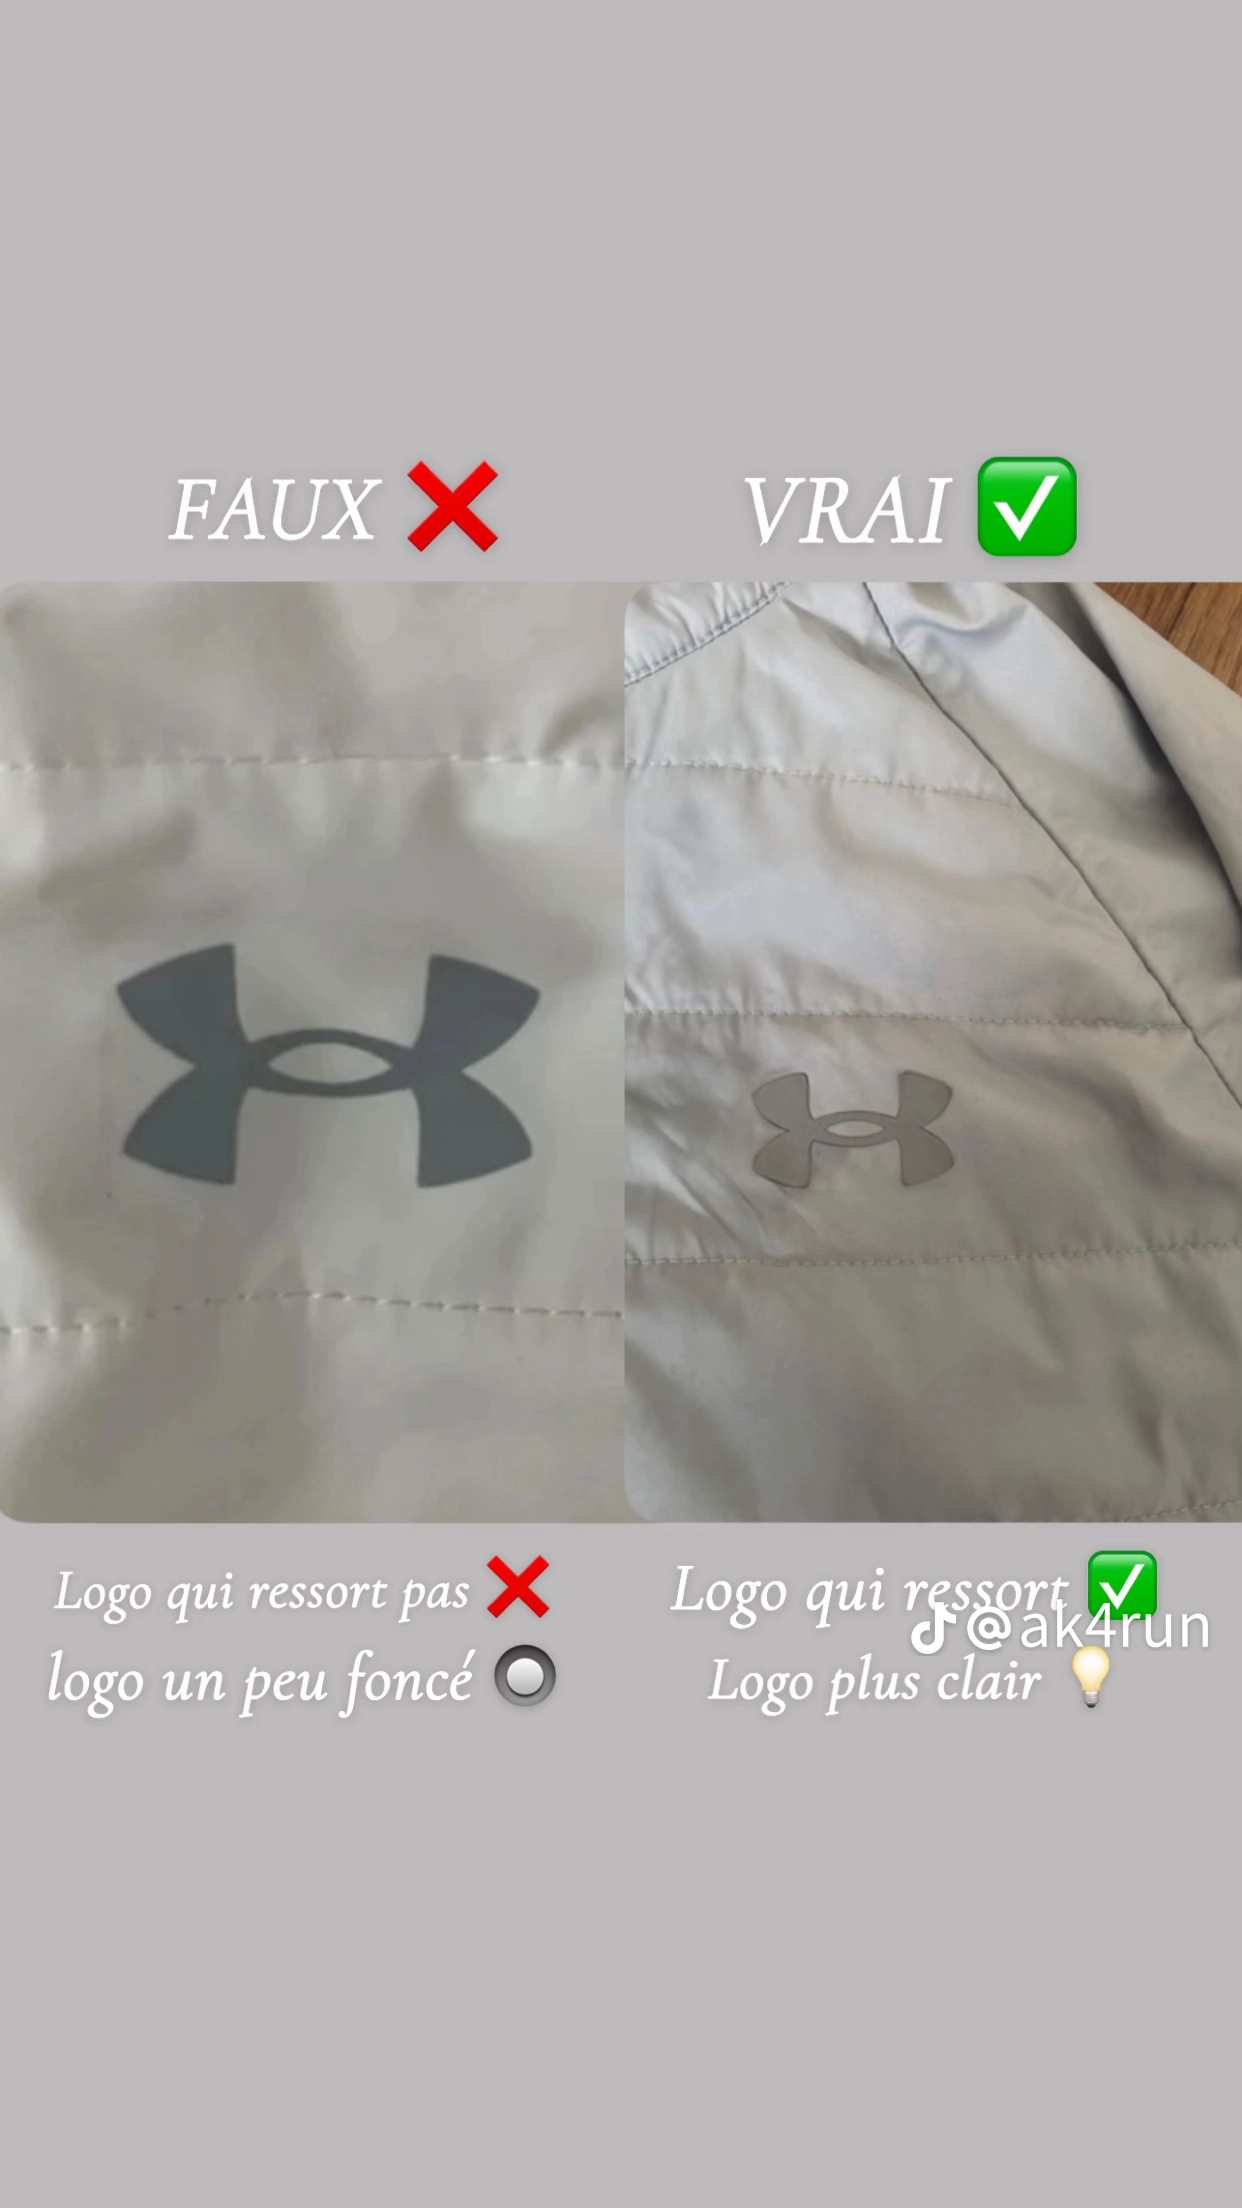 FAUX ❌
VRAI ✅
Logo qui ressort pas ❌
logo un peu foncé 🔘
Logo qui ressort ✅
@ak4run
Logo plus clair 💡